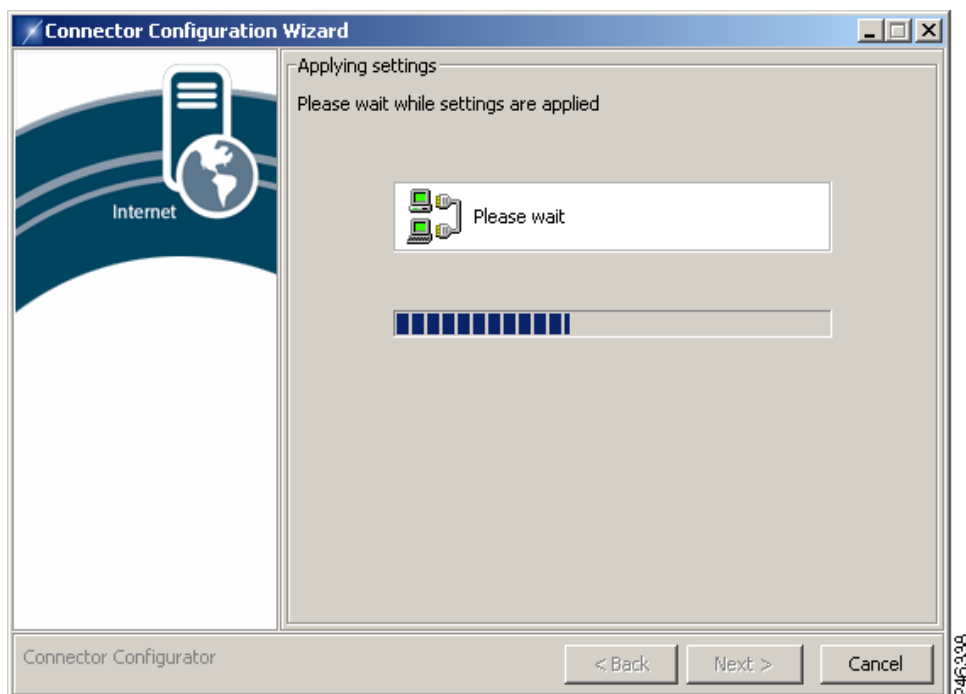 Connector Configuration Wizard
Internet
Applying settings
Please wait while settings are applied
Please wait
Connector Configurator
< Back
Next >
Cancel
246338